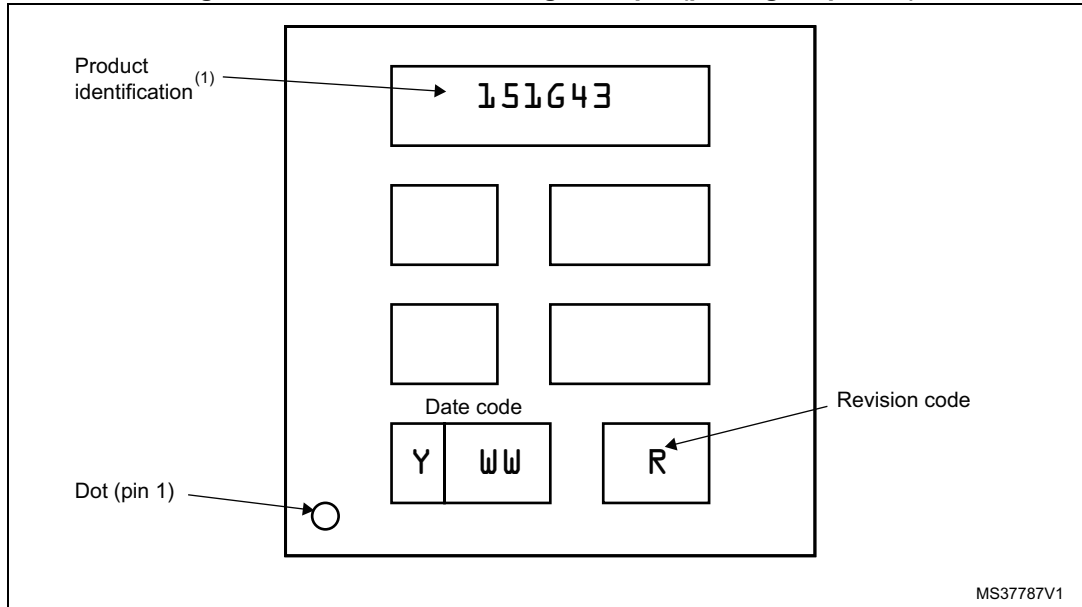 Product
identification(1)
151G43
Date code
Y WW R
Revision code
Dot (pin 1)
MS37787V1